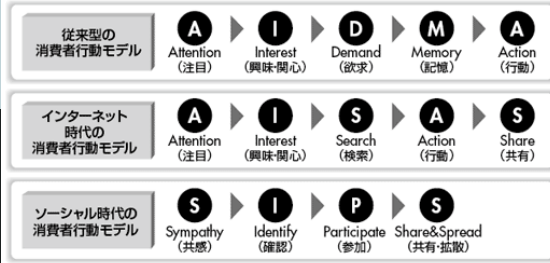 従来型の
消費者行動モデル
A I D M A
Attention Interest Demand Memory Action
(注目) (興味・関心) (欲求) (記憶) (行動)
インターネット
時代の
消費者行動モデル
A I S A S
Attention Interest Search Action Share
(注目) (興味・関心) (検索) (行動) (共有)
ソーシャル時代の
消費者行動モデル
S I P S
Sympathy Identify Participate Share&Spread
(共感) (確認) (参加) (共有・拡散)